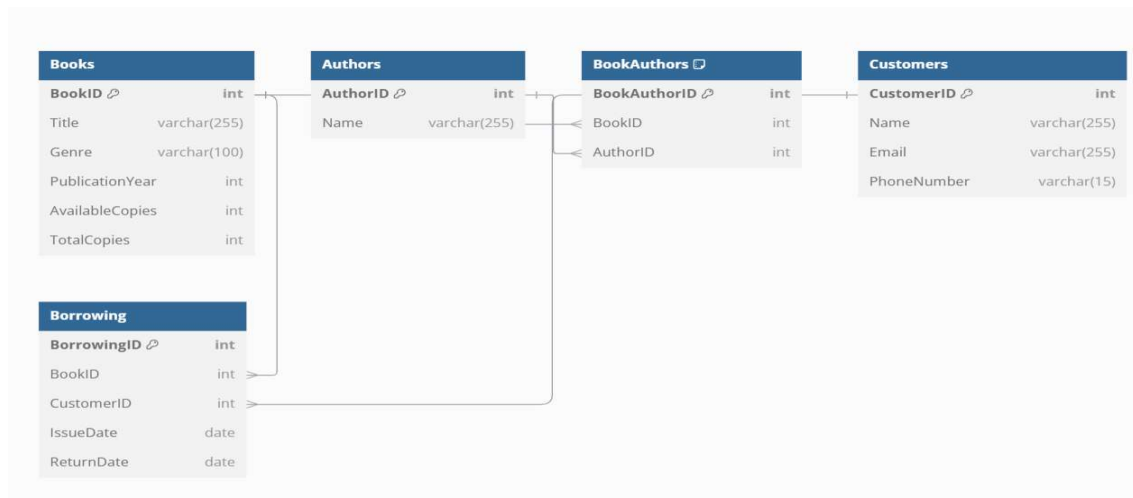 Books
BookID int
Title varchar(255)
Genre varchar(100)
PublicationYear int
AvailableCopies int
TotalCopies int
Authors
AuthorID int
Name varchar(255)
BookAuthors
BookAuthorID int
BookID int
AuthorID int
Customers
CustomerID int
Name varchar(255)
Email varchar(255)
PhoneNumber varchar(15)
Borrowing
BorrowingID int
BookID int
CustomerID int
IssueDate date
ReturnDate date